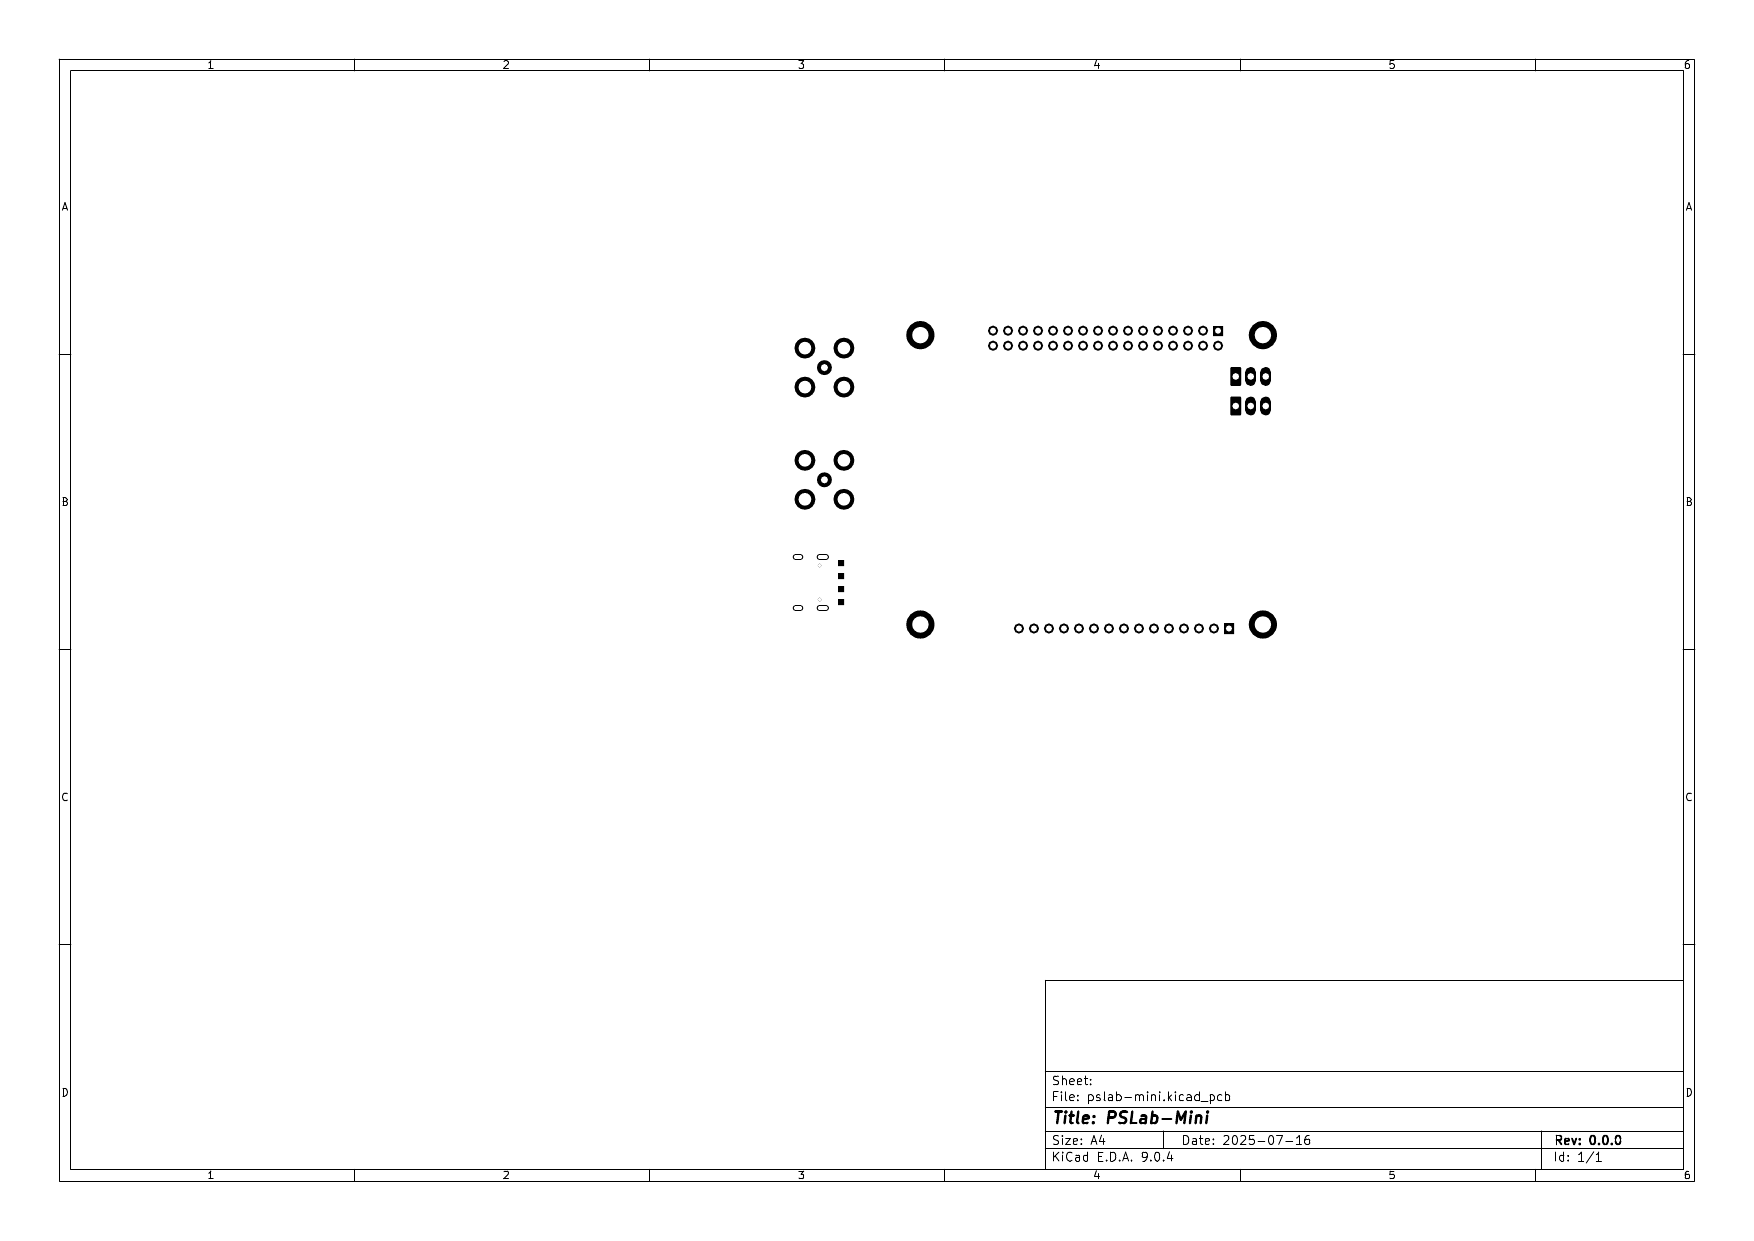 1 2 3 4 5 6
A A
B B
C C
D D
Sheet:
File: pslab-mini.kicad_pcb
Title: PSLab-Mini
Size: A4 Date: 2025-07-16 Rev: 0.0.0
KiCad E.D.A. 9.0.4 Id: 1/1
1 2 3 4 5 6